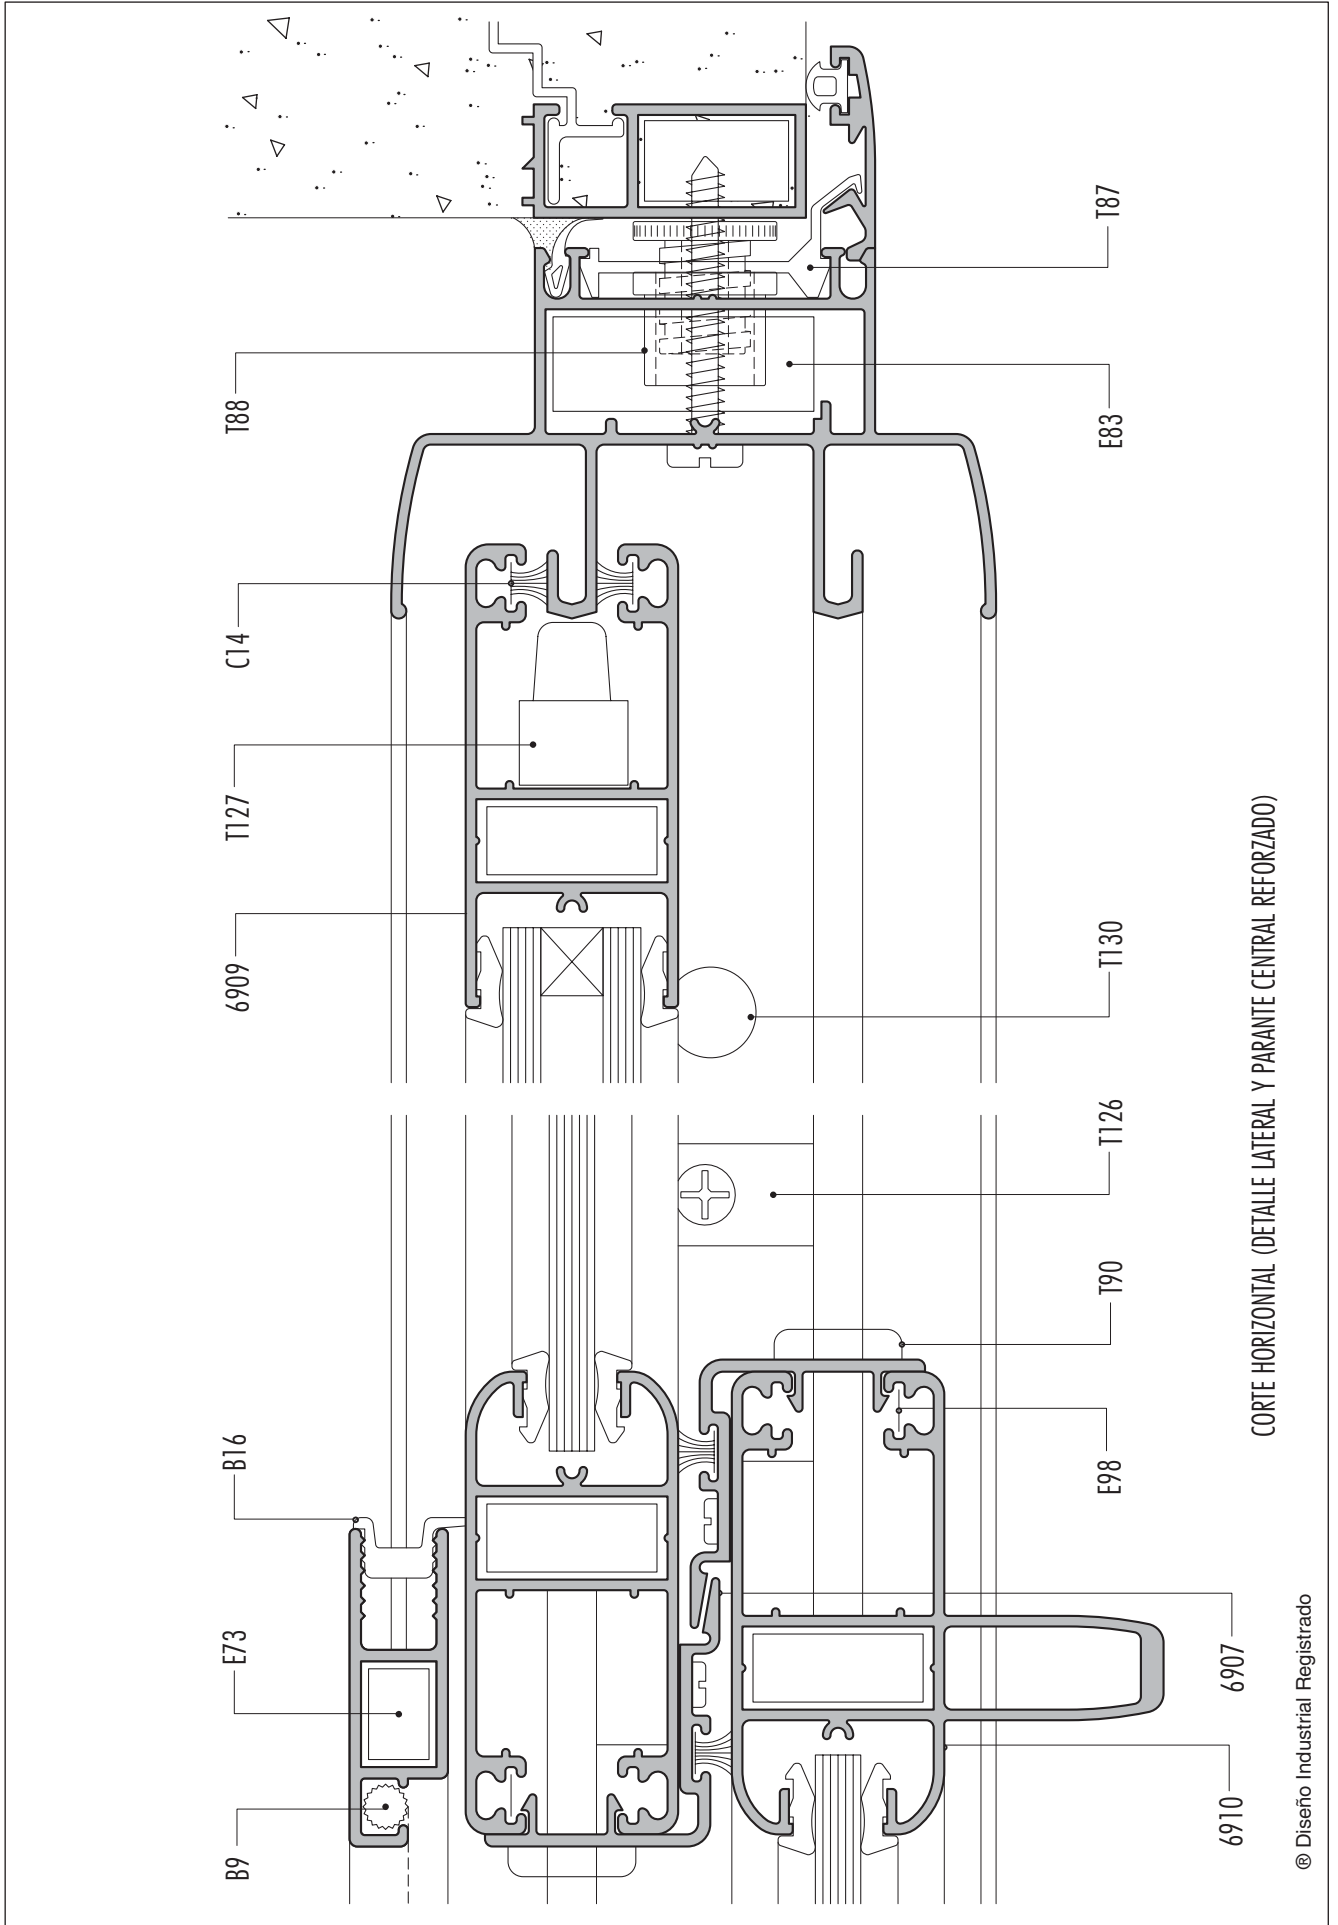 B9
E73
B16
6909
T127
C14
T88
6910
6907
E98
T90
T126
T130
E83
T87
CORTE HORIZONTAL (DETALLE LATERAL Y PARANTE CENTRAL REFORZADO)
® Diseño Industrial Registrado